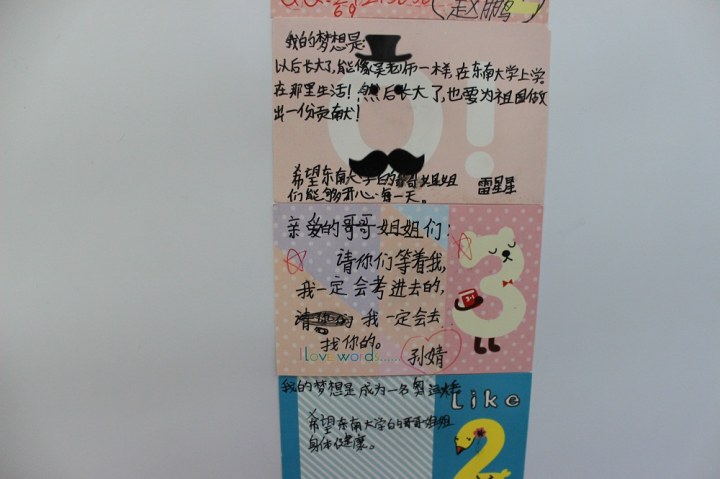 (赵鹏
我的梦想是:
以后长大了,能像梁老师一样,在东南大学上学,
在那里生活!然后长大了,也要为祖国做
出一份贡献!
希望东南大学的哥哥姐姐
们能够开心每一天。
雷星星
亲爱的哥哥姐姐们:
请你们等着我,
我一定会考进去的,
我一定会去
找你的。
I Love words......
孙婧
3
我的梦想是成为一名
Like
希望东南大学的哥哥姐姐
身体健康。
2